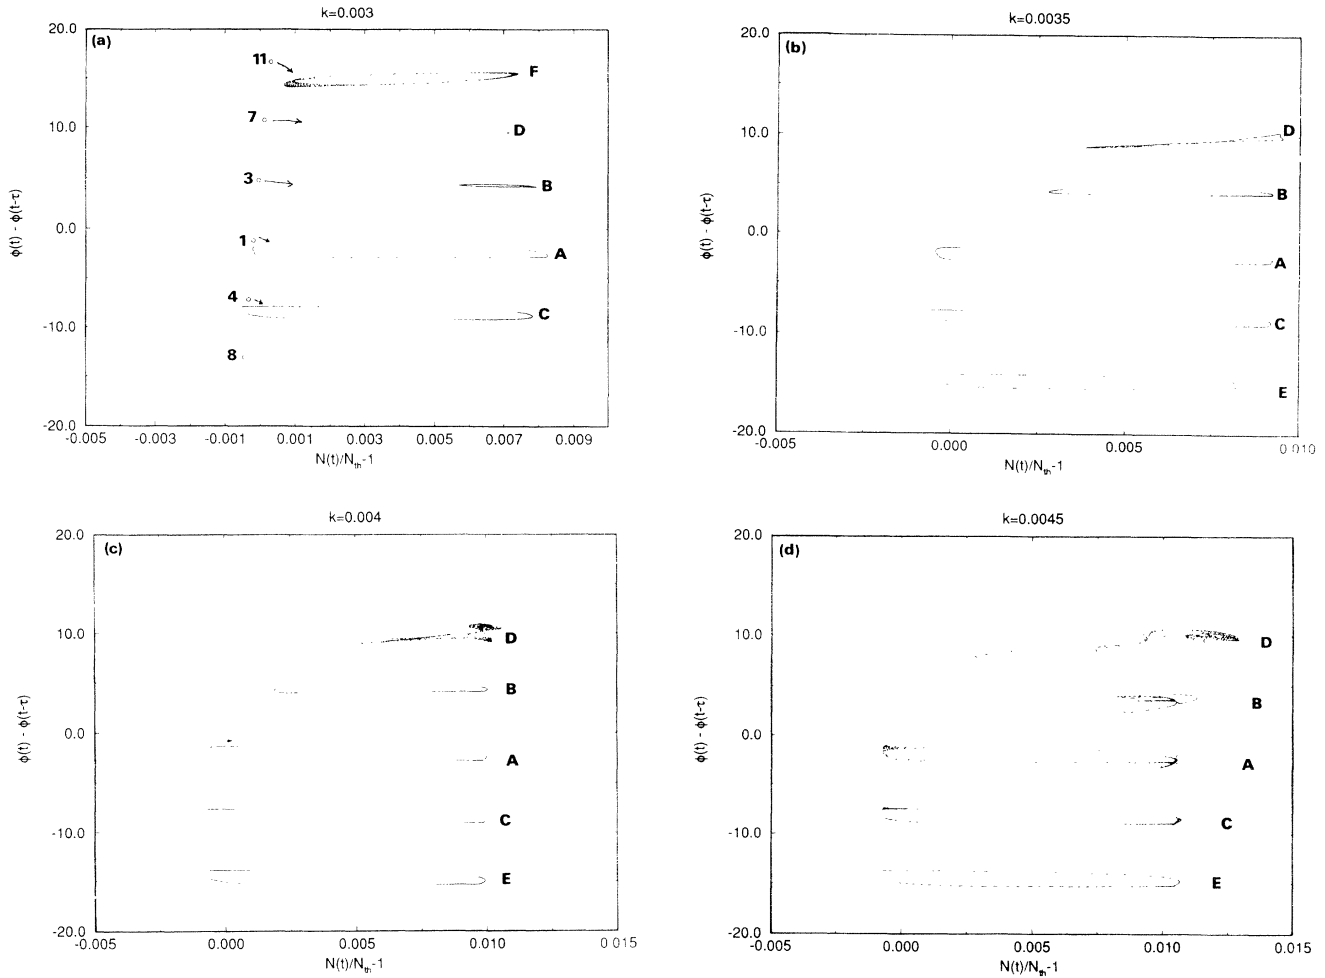 k=0.003
(a)
20.0
10.0
0.0
-10.0
-20.0
11
7
3
1
4
8
F
D
B
A
C
-0.005 -0.003 -0.001 0.001 0.003 0.005 0.007 0.009
N(t)/Nth-1
ϕ(t) - ϕ(t-τ)
k=0.0035
(b)
20.0
10.0
0.0
-10.0
-20.0
D
B
A
C
E
-0.005 0.000 0.005 0.010
N(t)/Nth-1
ϕ(t) - ϕ(t-τ)
k=0.004
(c)
20.0
10.0
0.0
-10.0
-20.0
D
B
A
C
E
-0.005 0.000 0.005 0.010 0.015
N(t)/Nth-1
ϕ(t) - ϕ(t-τ)
k=0.0045
(d)
20.0
10.0
0.0
-10.0
-20.0
D
B
A
C
E
-0.005 0.000 0.005 0.010 0.015
N(t)/Nth-1
ϕ(t) - ϕ(t-τ)